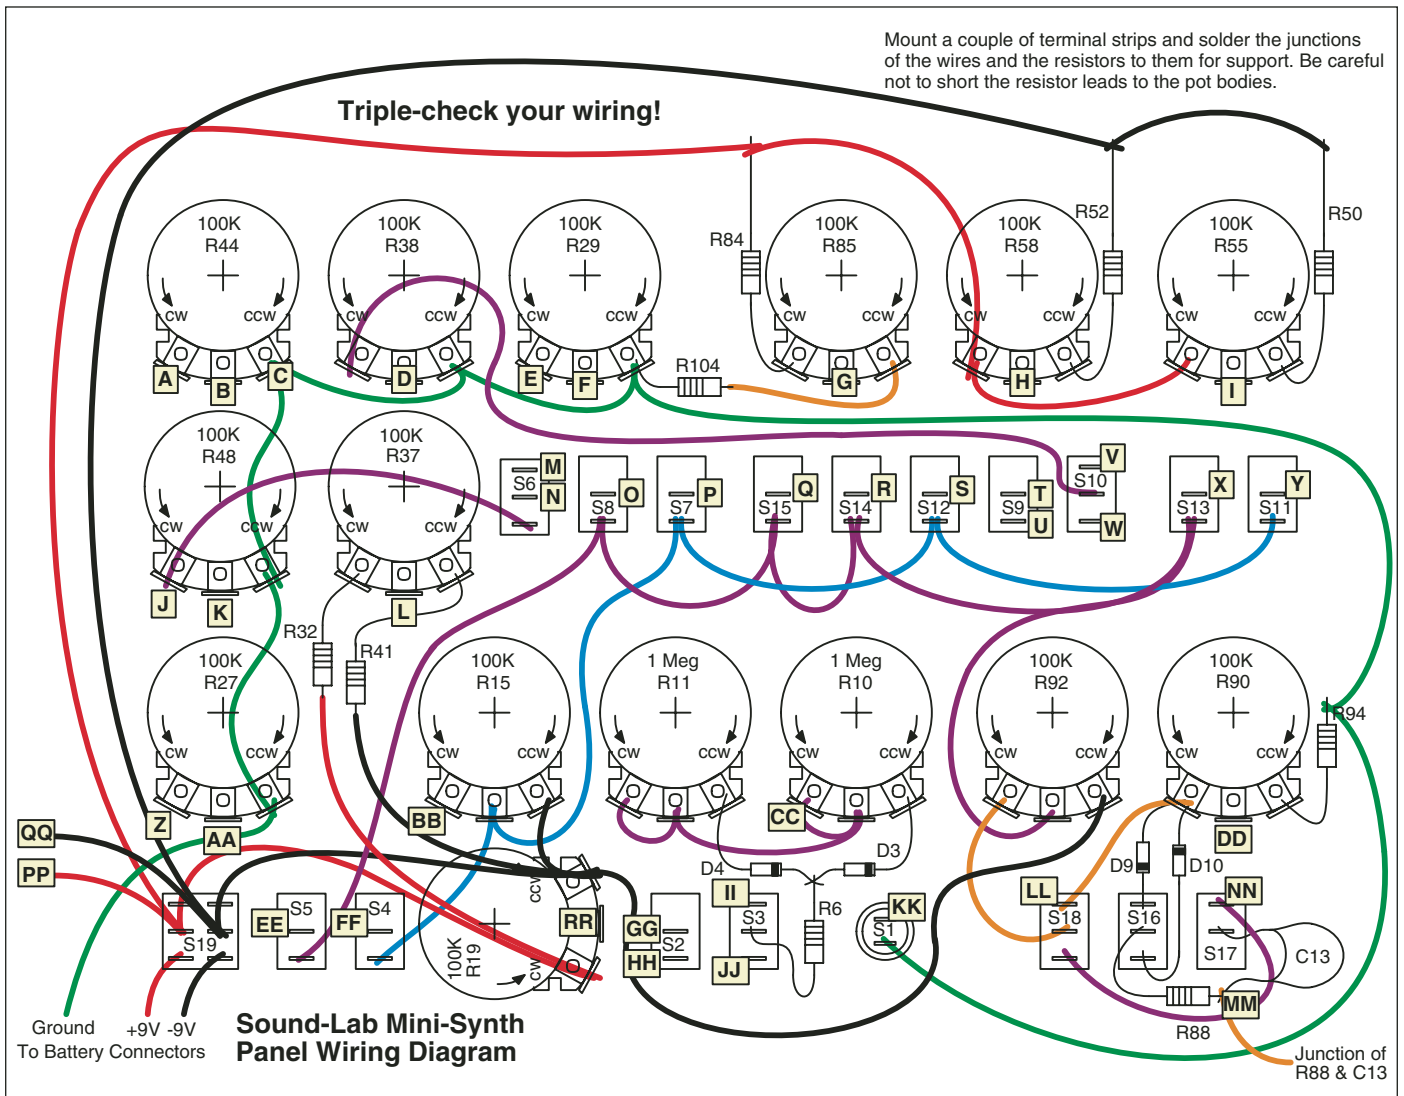 Mount a couple of terminal strips and solder the junctions
of the wires and the resistors to them for support. Be careful
not to short the resistor leads to the pot bodies.
Triple-check your wiring!
100K
R44
CW
CCW
100K
R38
CW
CCW
100K
R29
CW
CCW
R84
100K
R85
CW
CCW
100K
R58
CW
CCW
R52
100K
R55
CW
CCW
R50
A
B
C
D
E
F
R104
G
H
I
100K
R48
CW
CCW
100K
R37
CW
CCW
S6
M
N
S8
O
S7
P
S15
Q
S14
R
S12
S
S9
T
U
S10
V
W
S13
X
S11
Y
J
K
L
R32
R41
100K
R27
CW
CCW
100K
R15
CW
CCW
1 Meg
R11
CW
CCW
1 Meg
R10
CW
CCW
100K
R92
CW
CCW
100K
R90
CW
CCW
R94
Z
AA
BB
CC
DD
QQ
PP
S19
S5
EE
S4
FF
100K
R19
CCW
CW
RR
GG
HH
S2
D4
D3
II
S3
JJ
R6
KK
S1
LL
S18
D9
D10
S16
NN
S17
C13
R88
MM
Ground
+9V -9V
To Battery Connectors
Sound-Lab Mini-Synth
Panel Wiring Diagram
Junction of
R88 & C13